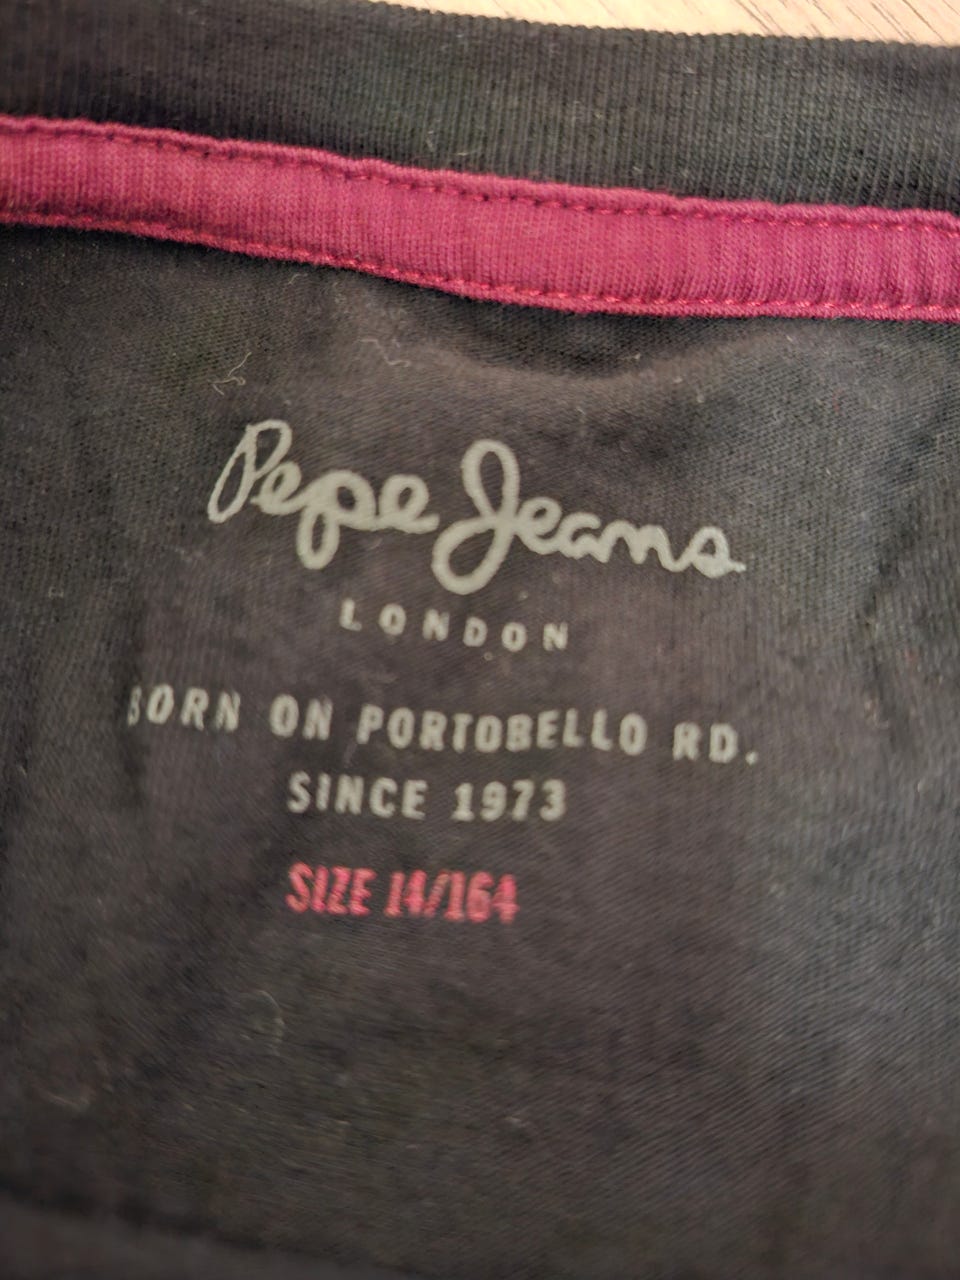 Pepe Jeans
LONDON
BORN ON PORTOBELLO RD.
SINCE 1973
SIZE 14/164